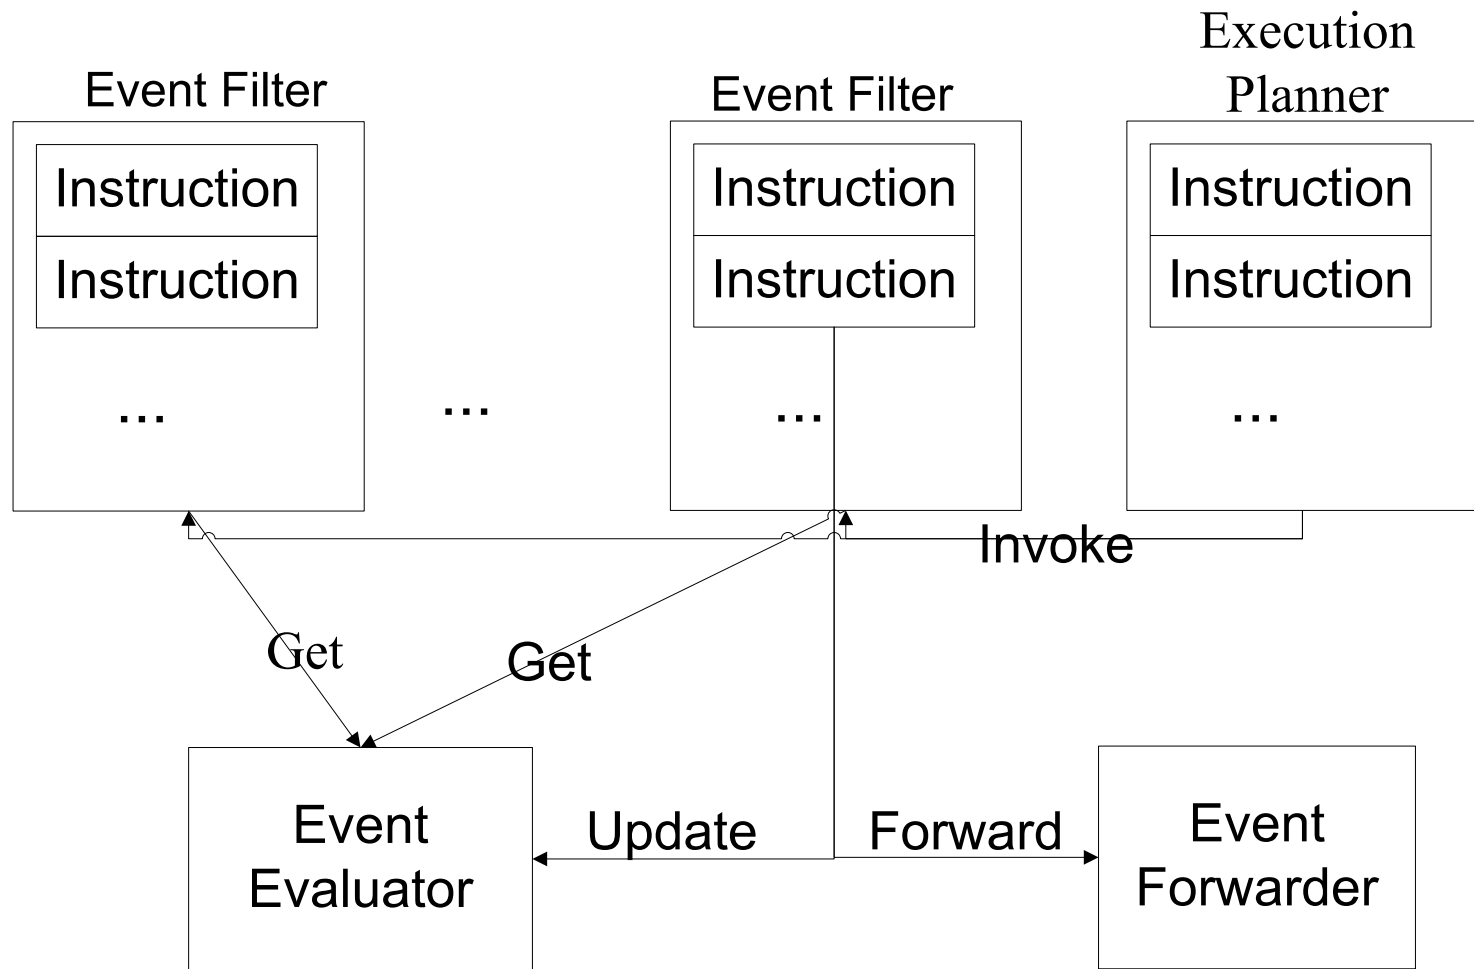 Execution
Planner
Event Filter
Event Filter
Instruction
Instruction
Instruction
Instruction
Instruction
Instruction
...
...
...
...
Invoke
Get
Get
Update
Forward
Event
Evaluator
Event
Forwarder